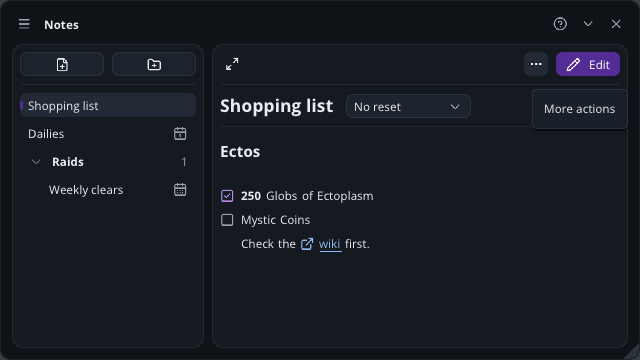 Notes
Edit
Shopping list
Dailies
Raids 1
Weekly clears
Shopping list No reset
More actions
Ectos
250 Globs of Ectoplasm
Mystic Coins
Check the wiki first.